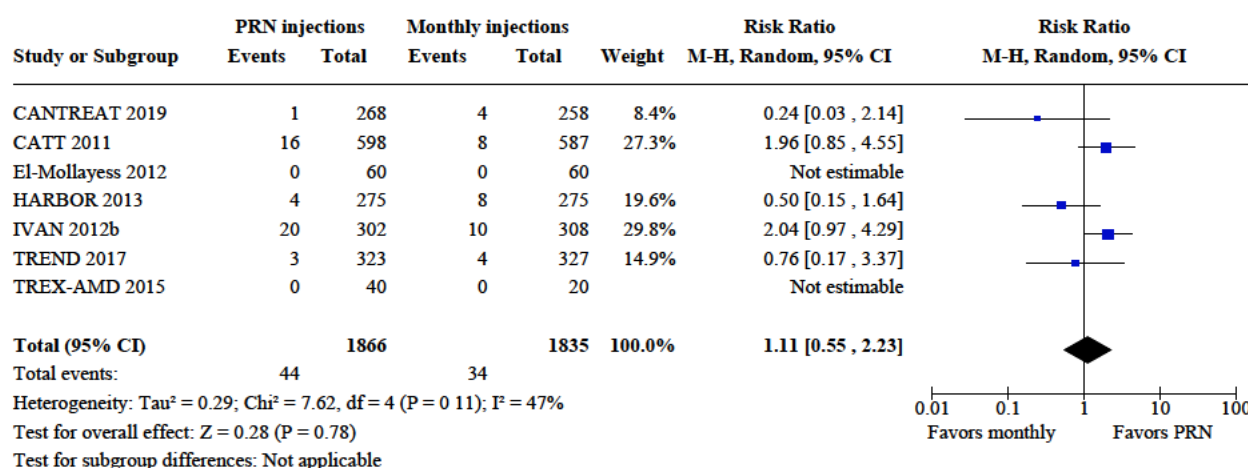 PRN injections Monthly injections Risk Ratio Risk Ratio
Study or Subgroup Events Total Events Total Weight M-H, Random, 95% CI M-H, Random, 95% CI
CANTREAT 2019 1 268 4 258 8.4% 0.24 [0.03 , 2.14]
CATT 2011 16 598 8 587 27.3% 1.96 [0.85 , 4.55]
El-Mollayess 2012 0 60 0 60 Not estimable
HARBOR 2013 4 275 8 275 19.6% 0.50 [0.15 , 1.64]
IVAN 2012b 20 302 10 308 29.8% 2.04 [0.97 , 4.29]
TREND 2017 3 323 4 327 14.9% 0.76 [0.17 , 3.37]
TREX-AMD 2015 0 40 0 20 Not estimable
Total (95% CI) 1866 1835 100.0% 1.11 [0.55 , 2.23]
Total events: 44 34
Heterogeneity: Tau² = 0.29; Chi² = 7.62, df = 4 (P = 0 11); I² = 47%
0.01 0.1 1 10 100
Test for overall effect: Z = 0.28 (P = 0.78)
Favors monthly Favors PRN
Test for subgroup differences: Not applicable